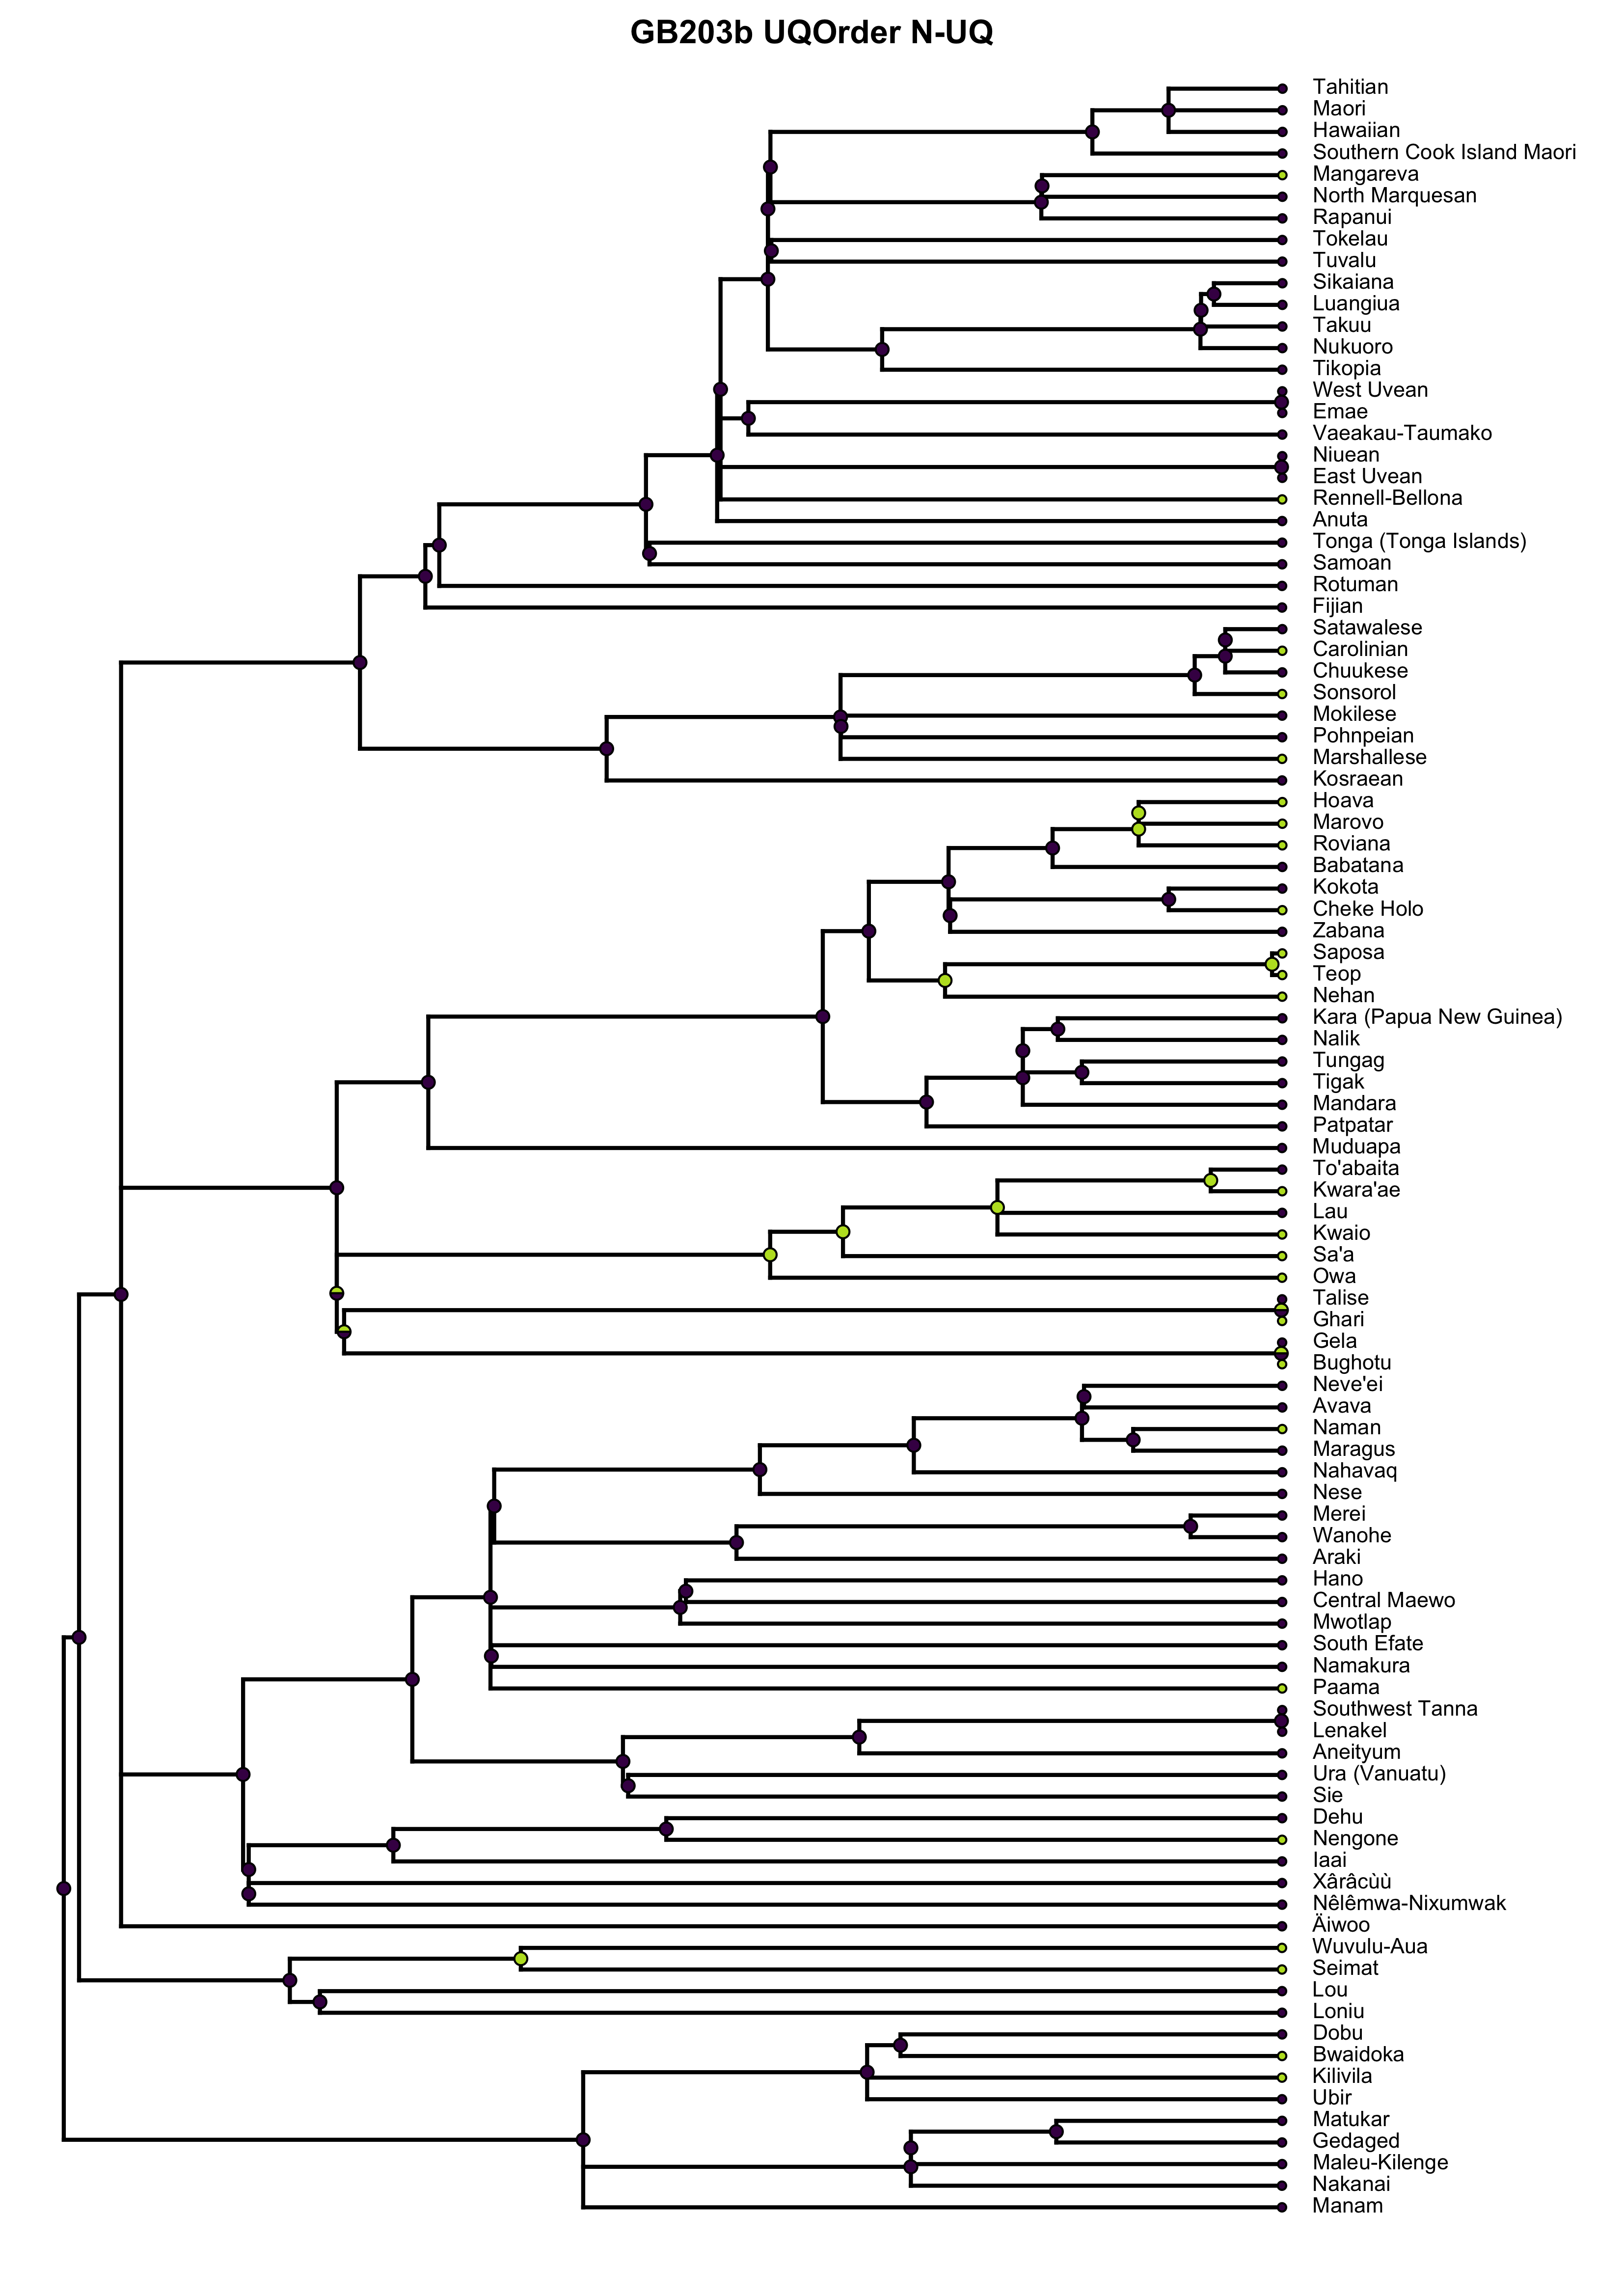 GB203b UQOrder N-UQ
Tahitian
Maori
Hawaiian
Southern Cook Island Maori
Mangareva
North Marquesan
Rapanui
Tokelau
Tuvalu
Sikaiana
Luangiua
Takuu
Nukuoro
Tikopia
West Uvean
Emae
Vaeakau-Taumako
Niuean
East Uvean
Rennell-Bellona
Anuta
Tonga (Tonga Islands)
Samoan
Rotuman
Fijian
Satawalese
Carolinian
Chuukese
Sonsorol
Mokilese
Pohnpeian
Marshallese
Kosraean
Hoava
Marovo
Roviana
Babatana
Kokota
Cheke Holo
Zabana
Saposa
Teop
Nehan
Kara (Papua New Guinea)
Nalik
Tungag
Tigak
Mandara
Patpatar
Muduapa
To'abaita
Kwara'ae
Lau
Kwaio
Sa'a
Owa
Talise
Ghari
Gela
Bughotu
Neve'ei
Avava
Naman
Maragus
Nahavaq
Nese
Merei
Wanohe
Araki
Hano
Central Maewo
Mwotlap
South Efate
Namakura
Paama
Southwest Tanna
Lenakel
Aneityum
Ura (Vanuatu)
Sie
Dehu
Nengone
Iaai
Xârâcùù
Nêlêmwa-Nixumwak
Äiwoo
Wuvulu-Aua
Seimat
Lou
Loniu
Dobu
Bwaidoka
Kilivila
Ubir
Matukar
Gedaged
Maleu-Kilenge
Nakanai
Manam